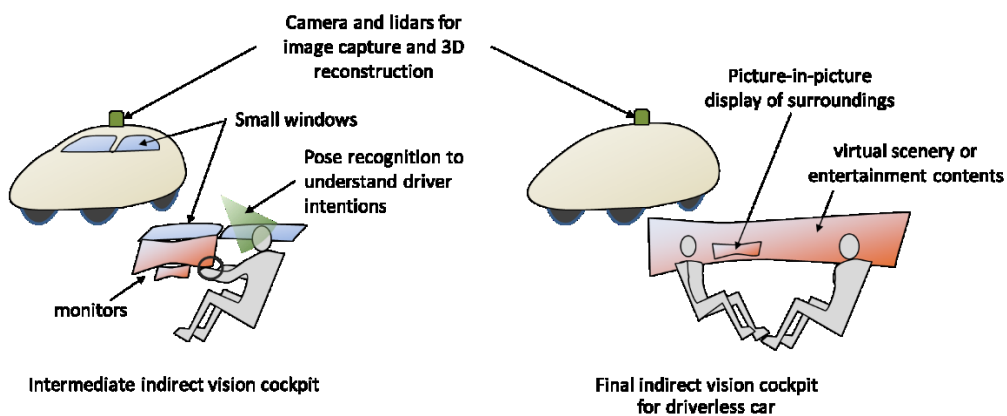 Camera and lidars for
image capture and 3D
reconstruction
Small windows
Pose recognition to
understand driver
intentions
monitors
Intermediate indirect vision cockpit
Picture-in-picture
display of surroundings
virtual scenery or
entertainment contents
Final indirect vision cockpit
for driverless car